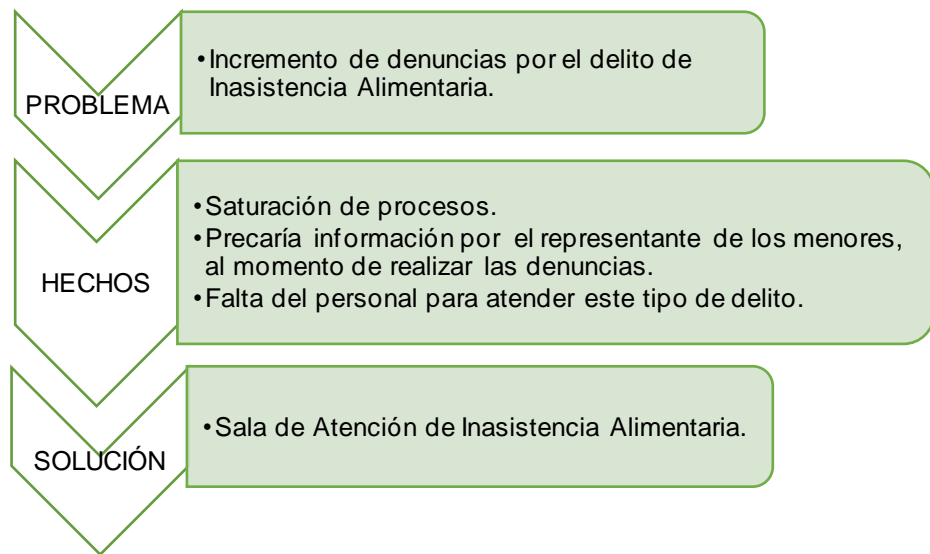 PROBLEMA
•Incremento de denuncias por el delito de
Inasistencia Alimentaria.
HECHOS
•Saturación de procesos.
•Precaría información por el representante de los menores,
al momento de realizar las denuncias.
•Falta del personal para atender este tipo de delito.
SOLUCIÓN
•Sala de Atención de Inasistencia Alimentaria.